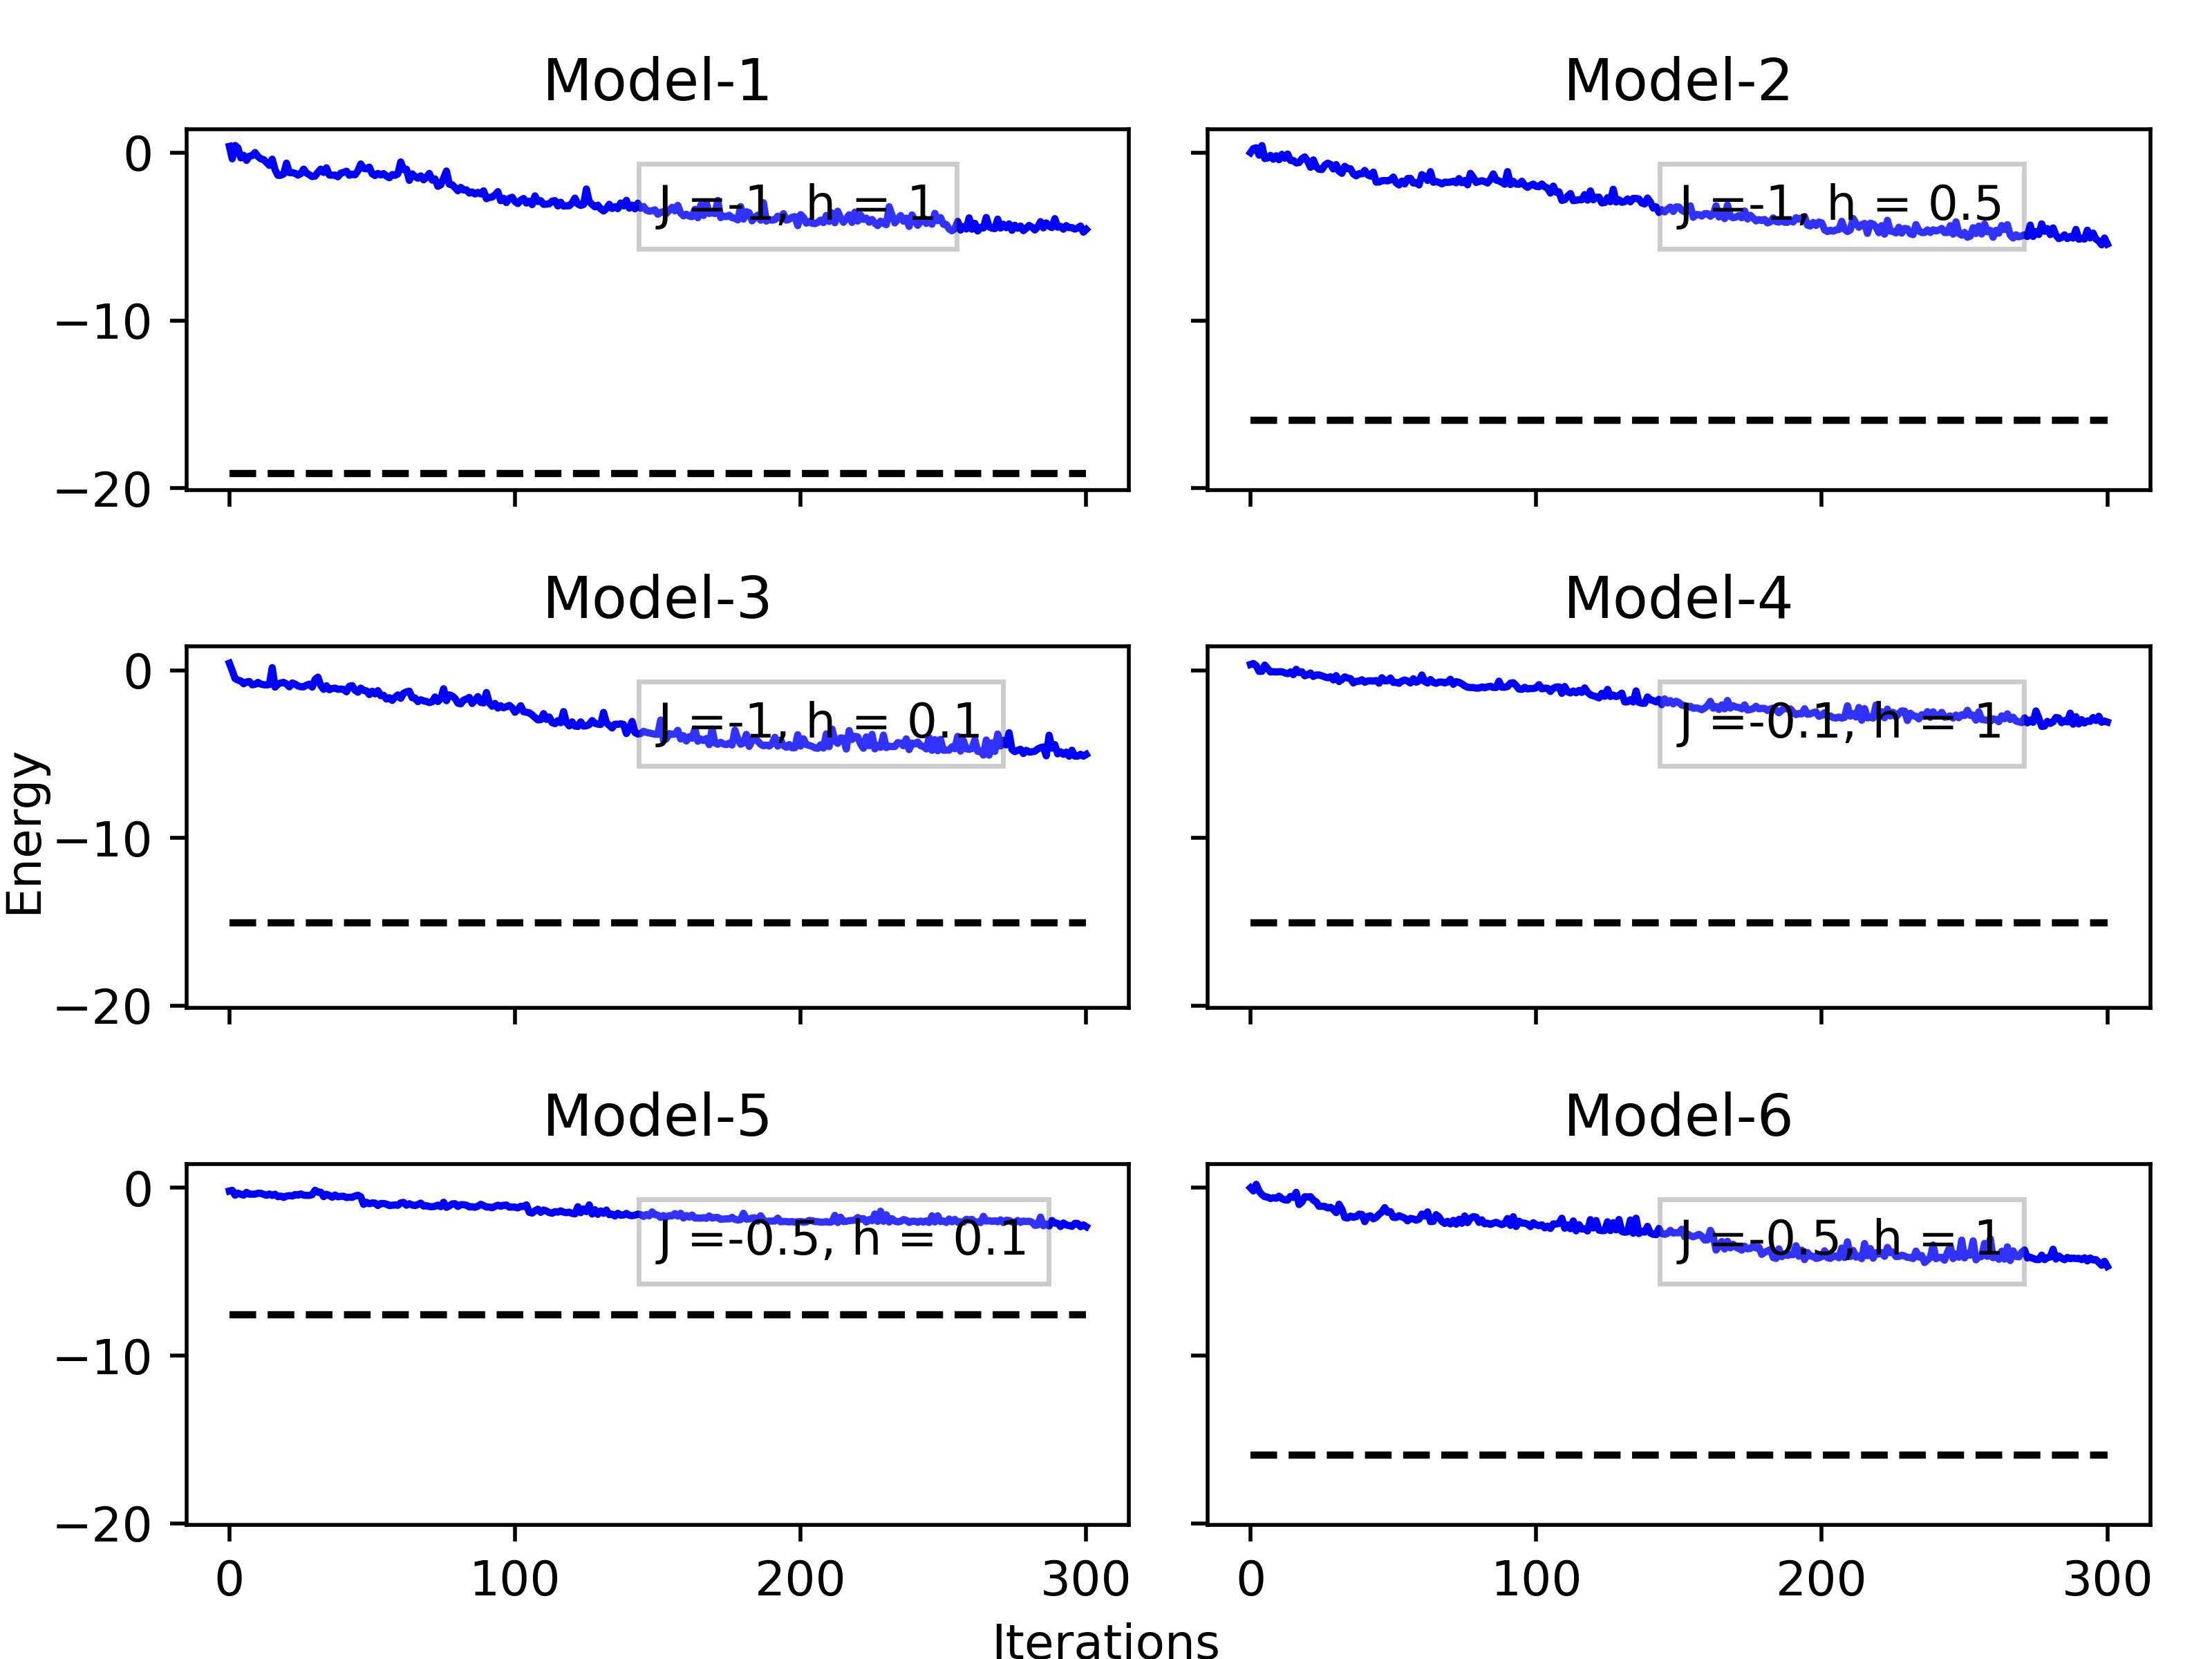 Model-1
Model-2
0
−10
−20
J =-1, h = 1
J =-1, h = 0.5
Model-3
Model-4
0
−10
−20
J =-1, h = 0.1
J =-0.1, h = 1
Energy
Model-5
Model-6
0
−10
−20
J =-0.5, h = 0.1
J =-0.5, h = 1
0 100 200 300
0 100 200 300
Iterations